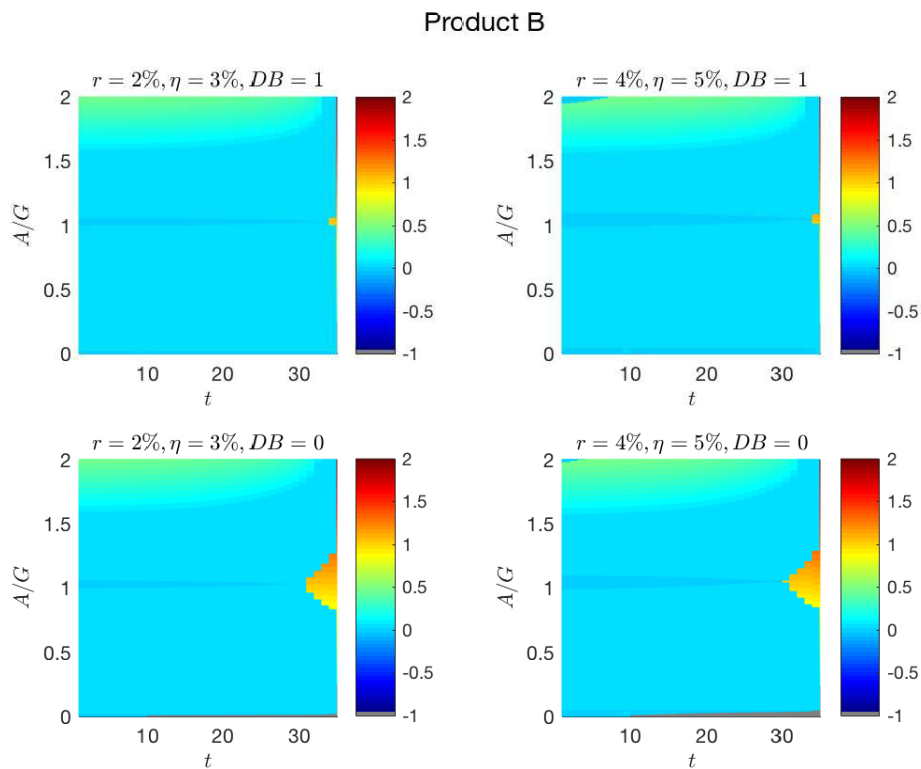 Product B
r = 2%, η = 3%, DB = 1
2
1.5
1
0.5
0
A/G
10 20 30
t
2
1.5
1
0.5
0
-0.5
-1
r = 4%, η = 5%, DB = 1
2
1.5
1
0.5
0
A/G
10 20 30
t
2
1.5
1
0.5
0
-0.5
-1
r = 2%, η = 3%, DB = 0
2
1.5
1
0.5
0
A/G
10 20 30
t
2
1.5
1
0.5
0
-0.5
-1
r = 4%, η = 5%, DB = 0
2
1.5
1
0.5
0
A/G
10 20 30
t
2
1.5
1
0.5
0
-0.5
-1